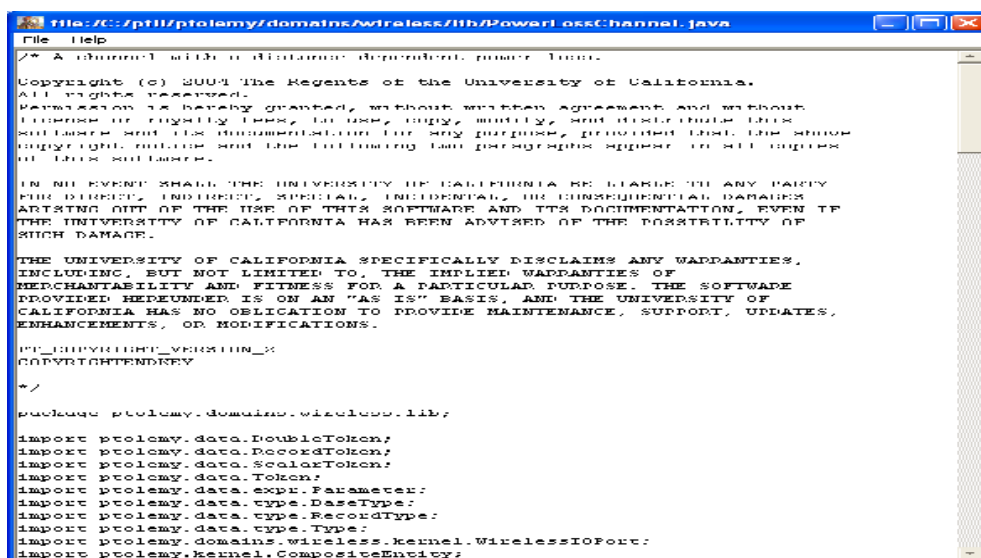 file:/C:/ptII/ptolemy/domains/wireless/lib/PowerLossChannel.java
File Help
/* A channel with a distance dependent power loss.
Copyright (c) 2004 The Regents of the University of California.
All rights reserved.
Permission is hereby granted, without written agreement and without
license or royalty fees, to use, copy, modify, and distribute this
software and its documentation for any purpose, provided that the above
copyright notice and the following two paragraphs appear in all copies
of this software.
IN NO EVENT SHALL THE UNIVERSITY OF CALIFORNIA BE LIABLE TO ANY PARTY
FOR DIRECT, INDIRECT, SPECIAL, INCIDENTAL, OR CONSEQUENTIAL DAMAGES
ARISING OUT OF THE USE OF THIS SOFTWARE AND ITS DOCUMENTATION, EVEN IF
THE UNIVERSITY OF CALIFORNIA HAS BEEN ADVISED OF THE POSSIBILITY OF
SUCH DAMAGE.
THE UNIVERSITY OF CALIFORNIA SPECIFICALLY DISCLAIMS ANY WARRANTIES,
INCLUDING, BUT NOT LIMITED TO, THE IMPLIED WARRANTIES OF
MERCHANTABILITY AND FITNESS FOR A PARTICULAR PURPOSE. THE SOFTWARE
PROVIDED HEREUNDER IS ON AN "AS IS" BASIS, AND THE UNIVERSITY OF
CALIFORNIA HAS NO OBLIGATION TO PROVIDE MAINTENANCE, SUPPORT, UPDATES,
ENHANCEMENTS, OR MODIFICATIONS.
PT_COPYRIGHT_VERSION_2
COPYRIGHTENDKEY
*/
package ptolemy.domains.wireless.lib;
import ptolemy.data.DoubleToken;
import ptolemy.data.RecordToken;
import ptolemy.data.ScalarToken;
import ptolemy.data.Token;
import ptolemy.data.expr.Parameter;
import ptolemy.data.type.BaseType;
import ptolemy.data.type.RecordType;
import ptolemy.data.type.Type;
import ptolemy.domains.wireless.kernel.WirelessIOPort;
import ptolemy.kernel.CompositeEntity;